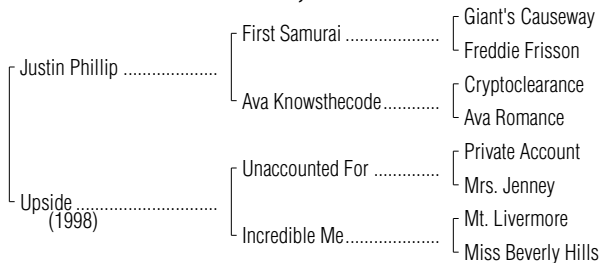 Giant's Causeway
First Samurai ..................
Freddie Frisson
Justin Phillip ..................
Cryptoclearance
Ava Knowsthecode............
Ava Romance
Private Account
Unaccounted For .............
Mrs. Jenney
Upside ...........................
(1998)
Mt. Livermore
Incredible Me..................
Miss Beverly Hills